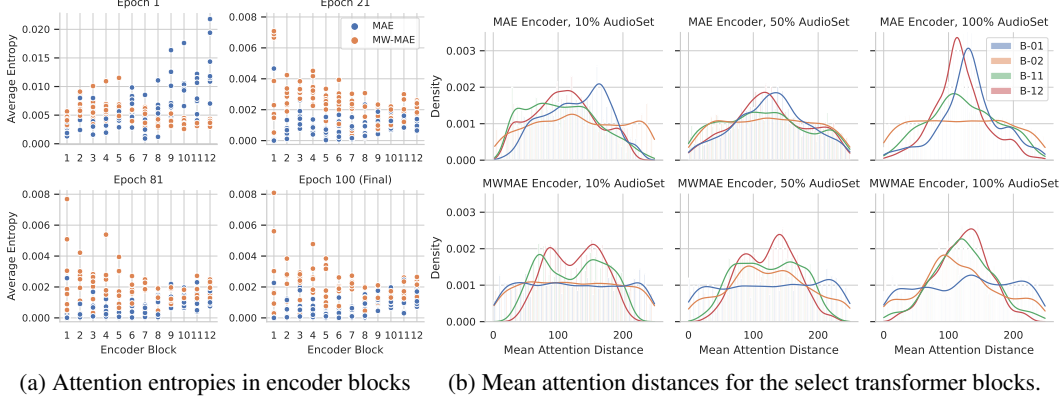 Epoch 1
Epoch 21
Average Entropy
0.020
0.015
0.010
0.005
0.000
0.008
0.006
0.004
0.002
0.000
MAE
MW-MAE
1 2 3 4 5 6 7 8 9 10 11 12
1 2 3 4 5 6 7 8 9 10 11 12
Epoch 81
Epoch 100 (Final)
Average Entropy
0.008
0.006
0.004
0.002
0.000
0.008
0.006
0.004
0.002
0.000
1 2 3 4 5 6 7 8 9 10 11 12
1 2 3 4 5 6 7 8 9 10 11 12
Encoder Block
Encoder Block
(a) Attention entropies in encoder blocks
MAE Encoder, 10% AudioSet
MAE Encoder, 50% AudioSet
MAE Encoder, 100% AudioSet
Density
0.003
0.002
0.001
0.000
B-01
B-02
B-11
B-12
MWMAE Encoder, 10% AudioSet
MWMAE Encoder, 50% AudioSet
MWMAE Encoder, 100% AudioSet
Density
0.003
0.002
0.001
0.000
0 100 200
0 100 200
0 100 200
Mean Attention Distance
Mean Attention Distance
Mean Attention Distance
(b) Mean attention distances for the select transformer blocks.